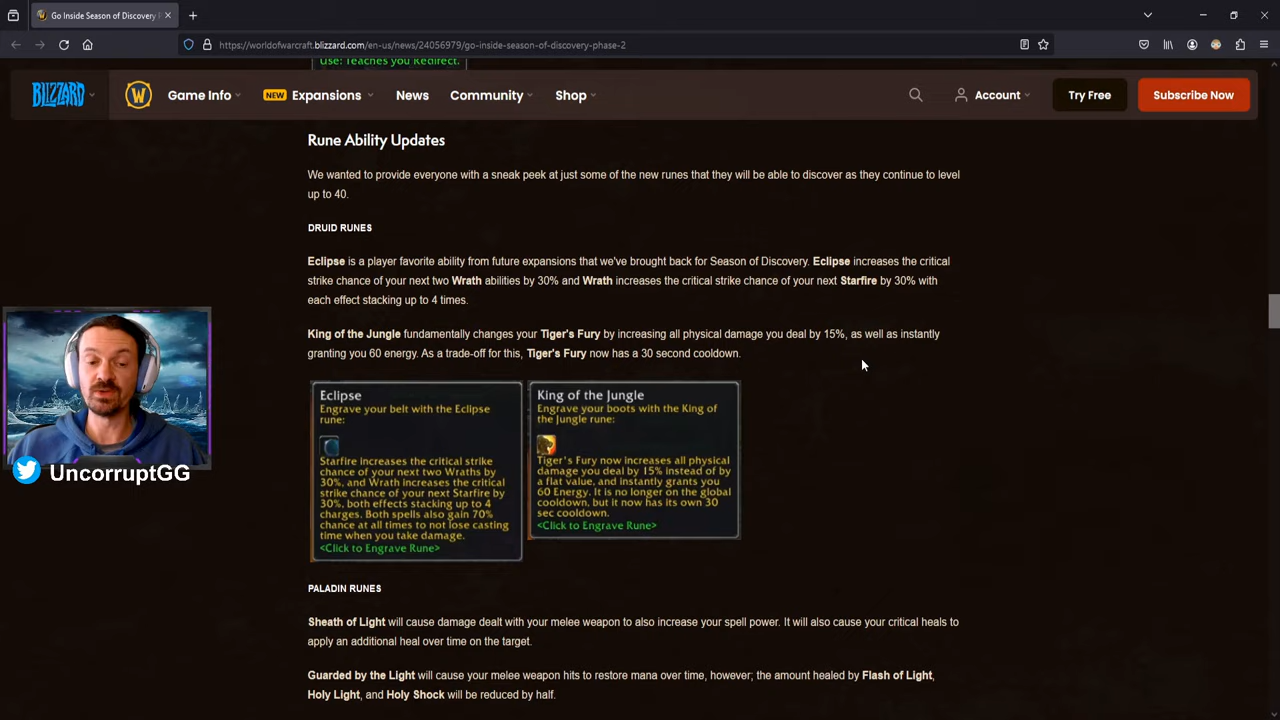 Go Inside Season of Discovery
https://worldofwarcraft.blizzard.com/en-us/news/24056979/go-inside-season-of-discovery-phase-2
Use: Teaches you Redirect.
BLIZZARD
W
Game Info
NEW Expansions
News
Community
Shop
Account
Try Free
Subscribe Now
Rune Ability Updates
We wanted to provide everyone with a sneak peek at just some of the new runes that they will be able to discover as they continue to level
up to 40.
DRUID RUNES
Eclipse is a player favorite ability from future expansions that we've brought back for Season of Discovery. Eclipse increases the critical
strike chance of your next two Wrath abilities by 30% and Wrath increases the critical strike chance of your next Starfire by 30% with
each effect stacking up to 4 times.
King of the Jungle fundamentally changes your Tiger's Fury by increasing all physical damage you deal by 15%, as well as instantly
granting you 60 energy. As a trade-off for this, Tiger's Fury now has a 30 second cooldown.
Eclipse
Engrave your belt with the Eclipse
rune:
Starfire increases the critical strike
chance of your next two Wraths by
30%, and Wrath increases the critical
strike chance of your next Starfire by
30%, both effects stacking up to 4
charges. Both spells also gain 70%
chance at all times to not lose casting
time when you take damage.
<Click to Engrave Rune>
King of the Jungle
Engrave your boots with the King of
the Jungle rune:
Tiger's Fury now increases all physical
damage you deal by 15% instead of by
a flat value, and instantly grants you
60 Energy. It is no longer on the global
cooldown, but it now has its own 30
sec cooldown.
<Click to Engrave Rune>
UncorruptGG
PALADIN RUNES
Sheath of Light will cause damage dealt with your melee weapon to also increase your spell power. It will also cause your critical heals to
apply an additional heal over time on the target.
Guarded by the Light will cause your melee weapon hits to restore mana over time, however; the amount healed by Flash of Light,
Holy Light, and Holy Shock will be reduced by half.